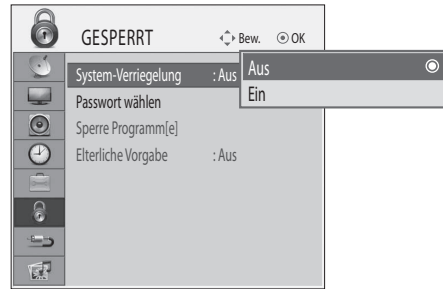 GESPERRT Bew. OK
System-Verriegelung : Aus
Aus
Ein
Passwort wählen
Sperre Programm[e]
Elterliche Vorgabe : Aus